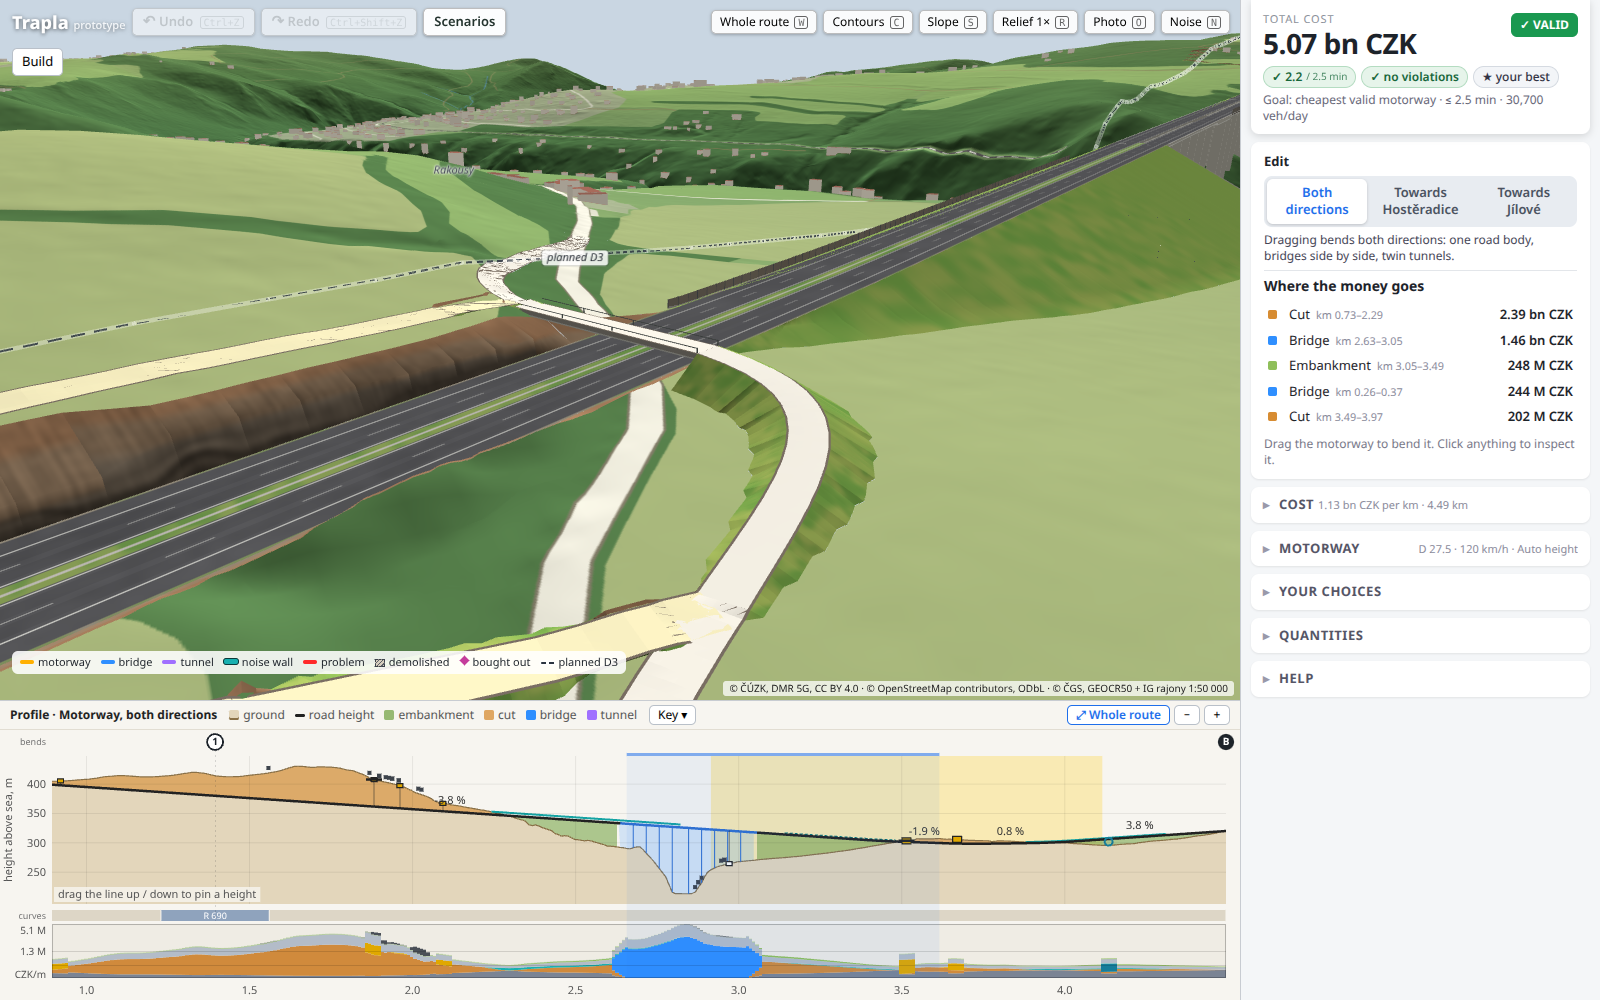 Trapla prototype
↶ Undo Ctrl+Z
↷ Redo Ctrl+Shift+Z
Scenarios
Whole route W
Contours C
Slope S
Relief 1× R
Photo O
Noise N
Build
Rakousy
planned D3
motorway bridge tunnel noise wall problem demolished bought out planned D3
© ČÚZK, DMR 5G, CC BY 4.0 · © OpenStreetMap contributors, ODbL · © ČGS, GEOCR50 + IG rajony 1:50 000
TOTAL COST
✓ VALID
5.07 bn CZK
✓ 2.2 / 2.5 min
✓ no violations
★ your best
Goal: cheapest valid motorway · ≤ 2.5 min · 30,700
veh/day
Edit
Both
directions
Towards
Hostěradice
Towards
Jílové
Dragging bends both directions: one road body,
bridges side by side, twin tunnels.
Where the money goes
Cut km 0.73–2.29 2.39 bn CZK
Bridge km 2.63–3.05 1.46 bn CZK
Embankment km 3.05–3.49 248 M CZK
Bridge km 0.26–0.37 244 M CZK
Cut km 3.49–3.97 202 M CZK
Drag the motorway to bend it. Click anything to inspect
it.
▶ COST 1.13 bn CZK per km · 4.49 km
▶ MOTORWAY D 27.5 · 120 km/h · Auto height
▶ YOUR CHOICES
▶ QUANTITIES
▶ HELP
Profile · Motorway, both directions ground road height embankment cut bridge tunnel Key ▾
⤢ Whole route − +
bends 1 B
height above sea, m
400
350
300
250
-3.8 %
-1.9 %
0.8 %
3.8 %
drag the line up / down to pin a height
curves R 690
5.1 M
1.3 M
CZK/m
1.0 1.5 2.0 2.5 3.0 3.5 4.0